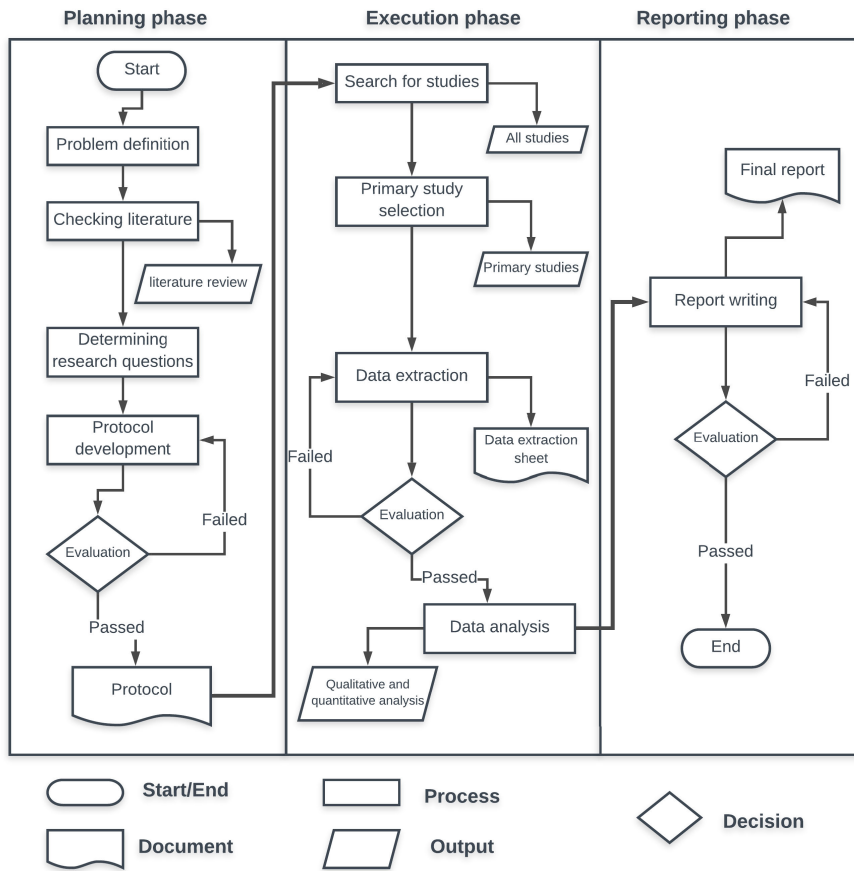 Planning phase
Execution phase
Reporting phase
Start
Problem definition
Checking literature
literature review
Determining
research questions
Protocol
development
Failed
Evaluation
Passed
Protocol
Search for studies
All studies
Primary study
selection
Primary studies
Data extraction
Data extraction
sheet
Failed
Evaluation
Passed
Data analysis
Qualitative and
quantitative analysis
Final report
Report writing
Failed
Evaluation
Passed
End
Start/End
Process
Decision
Document
Output